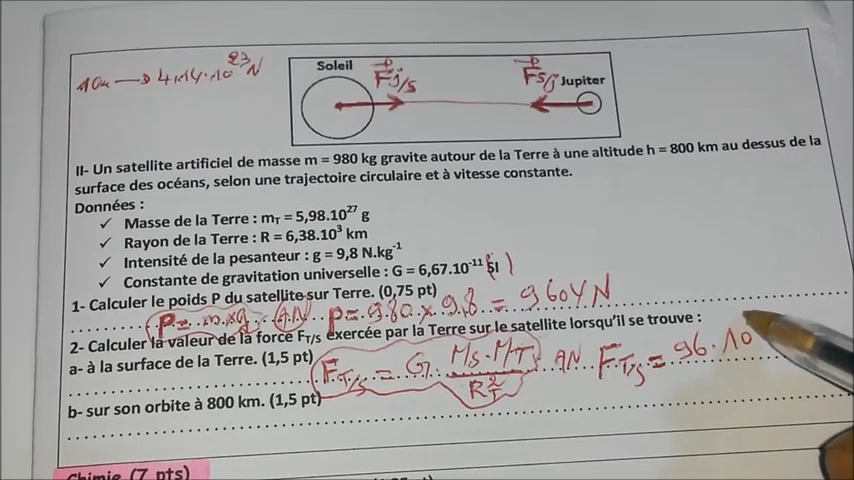 1cm → 4,14.10²³ N
Soleil
F J/S
F S/J
Jupiter
II- Un satellite artificiel de masse m = 980 kg gravite autour de la Terre à une altitude h = 800 km au dessus de la
surface des océans, selon une trajectoire circulaire et à vitesse constante.
Données :
✓ Masse de la Terre : mT = 5,98.10²⁷ g
✓ Rayon de la Terre : R = 6,38.10³ km
✓ Intensité de la pesanteur : g = 9,8 N.kg⁻¹
✓ Constante de gravitation universelle : G = 6,67.10⁻¹¹ (SI)
1- Calculer le poids P du satellite sur Terre. (0,75 pt)
P = m×g AN P = 980 × 9,8 = 9604 N
2- Calculer la valeur de la force FT/S exercée par la Terre sur le satellite lorsqu'il se trouve :
a- à la surface de la Terre. (1,5 pt)
F T/S = G Ms.MT / RT² AN F T/S = 96.10
b- sur son orbite à 800 km. (1,5 pt)
Chimie (7 pts)